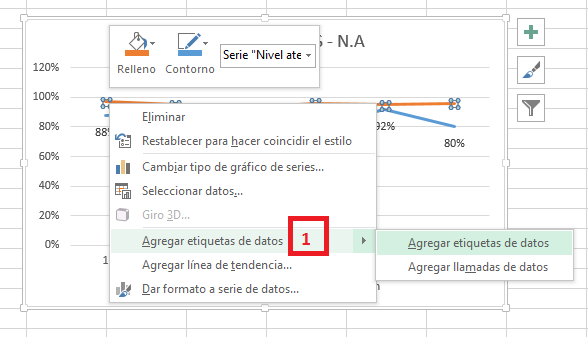 S - N.A
Relleno
Contorno
Serie "Nivel ate
120%
100%
80%
60%
40%
20%
0%
88%
92%
80%
Eliminar
Restablecer para hacer coincidir el estilo
Cambiar tipo de gráfico de series...
Seleccionar datos...
Giro 3D...
Agregar etiquetas de datos
1
Agregar línea de tendencia...
Dar formato a serie de datos...
Agregar etiquetas de datos
Agregar llamadas de datos